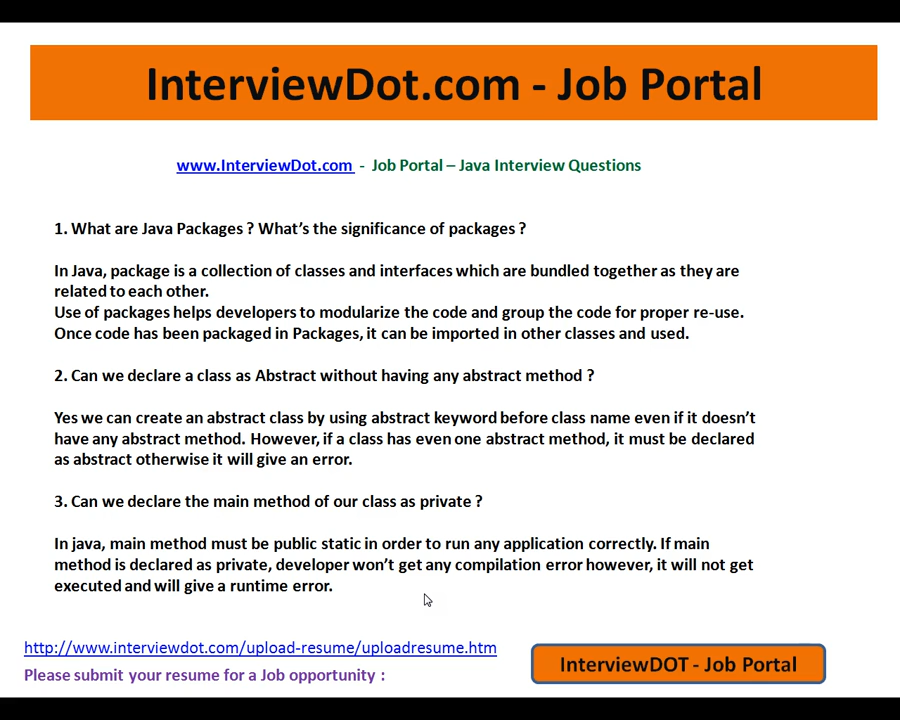 InterviewDot.com - Job Portal
www.InterviewDot.com - Job Portal – Java Interview Questions
1. What are Java Packages ? What’s the significance of packages ?
In Java, package is a collection of classes and interfaces which are bundled together as they are
related to each other.
Use of packages helps developers to modularize the code and group the code for proper re-use.
Once code has been packaged in Packages, it can be imported in other classes and used.
2. Can we declare a class as Abstract without having any abstract method ?
Yes we can create an abstract class by using abstract keyword before class name even if it doesn’t
have any abstract method. However, if a class has even one abstract method, it must be declared
as abstract otherwise it will give an error.
3. Can we declare the main method of our class as private ?
In java, main method must be public static in order to run any application correctly. If main
method is declared as private, developer won’t get any compilation error however, it will not get
executed and will give a runtime error.
http://www.interviewdot.com/upload-resume/uploadresume.htm
Please submit your resume for a Job opportunity :
InterviewDOT - Job Portal